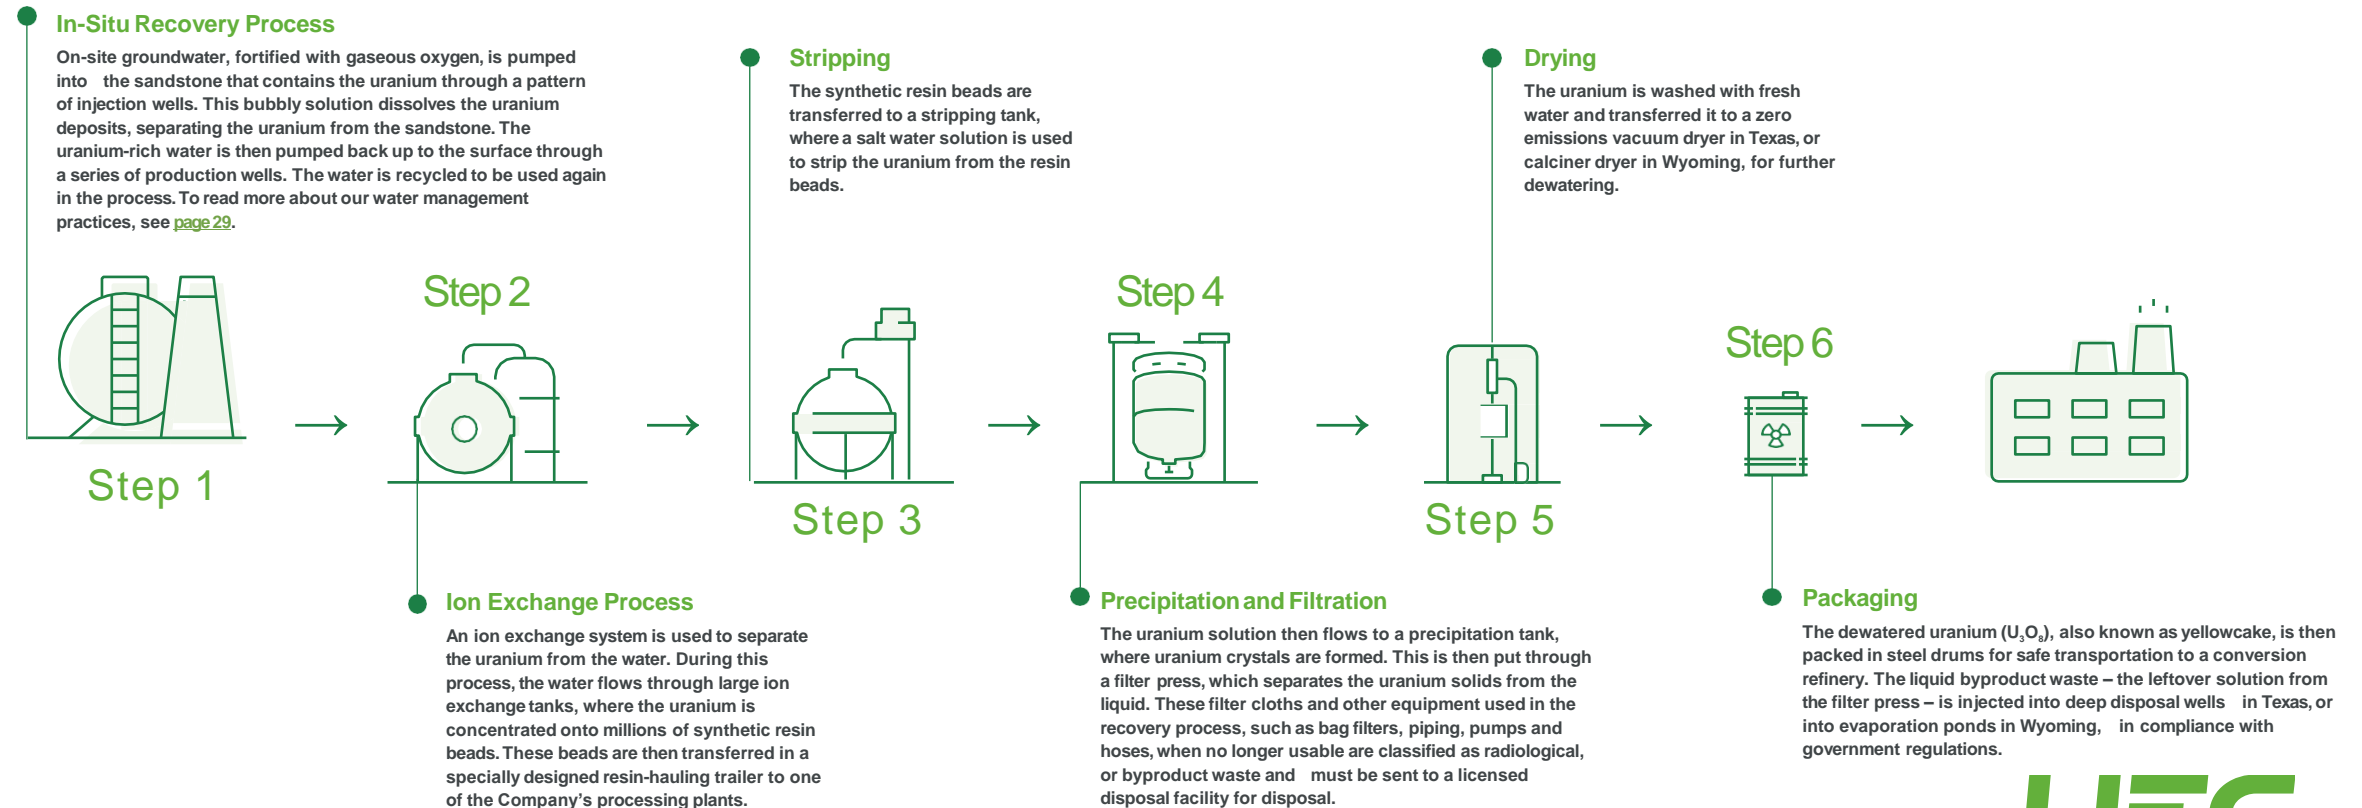 In-Situ Recovery Process
On-site groundwater, fortified with gaseous oxygen, is pumped
into the sandstone that contains the uranium through a pattern
of injection wells. This bubbly solution dissolves the uranium
deposits, separating the uranium from the sandstone. The
uranium-rich water is then pumped back up to the surface through
a series of production wells. The water is recycled to be used again
in the process. To read more about our water management
practices, see page 29.
Step 1
Step 2
Ion Exchange Process
An ion exchange system is used to separate
the uranium from the water. During this
process, the water flows through large ion
exchange tanks, where the uranium is
concentrated onto millions of synthetic resin
beads. These beads are then transferred in a
specially designed resin-hauling trailer to one
of the Company's processing plants.
Stripping
The synthetic resin beads are
transferred to a stripping tank,
where a salt water solution is used
to strip the uranium from the resin
beads.
Step 3
Step 4
Precipitation and Filtration
The uranium solution then flows to a precipitation tank,
where uranium crystals are formed. This is then put through
a filter press, which separates the uranium solids from the
liquid. These filter cloths and other equipment used in the
recovery process, such as bag filters, piping, pumps and
hoses, when no longer usable are classified as radiological,
or byproduct waste and must be sent to a licensed
disposal facility for disposal.
Drying
The uranium is washed with fresh
water and transferred it to a zero
emissions vacuum dryer in Texas, or
calciner dryer in Wyoming, for further
dewatering.
Step 5
Step 6
Packaging
The dewatered uranium (U₃O₈), also known as yellowcake, is then
packed in steel drums for safe transportation to a conversion
refinery. The liquid byproduct waste – the leftover solution from
the filter press – is injected into deep disposal wells in Texas, or
into evaporation ponds in Wyoming, in compliance with
government regulations.